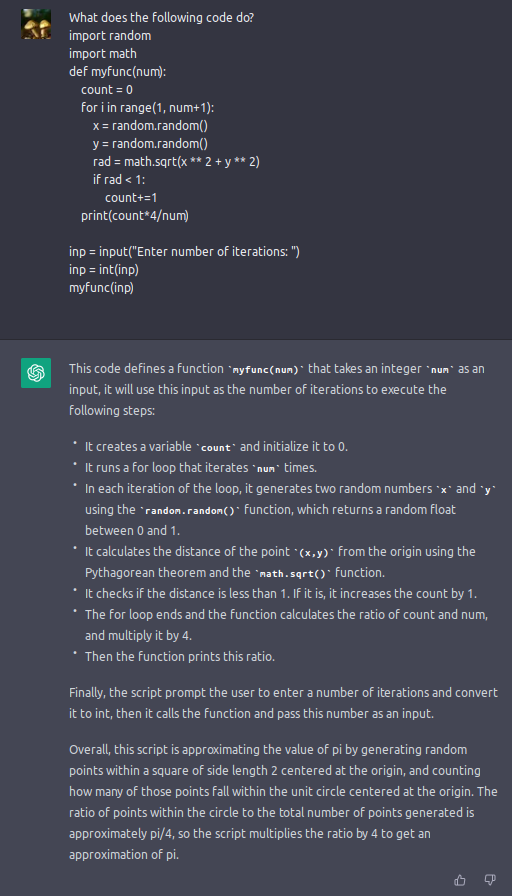 What does the following code do?
import random
import math
def myfunc(num):
    count = 0
    for i in range(1, num+1):
        x = random.random()
        y = random.random()
        rad = math.sqrt(x ** 2 + y ** 2)
        if rad < 1:
            count+=1
    print(count*4/num)

inp = input("Enter number of iterations: ")
inp = int(inp)
myfunc(inp)

This code defines a function `myfunc(num)` that takes an integer `num` as an
input, it will use this input as the number of iterations to execute the
following steps:
• It creates a variable `count` and initialize it to 0.
• It runs a for loop that iterates `num` times.
• In each iteration of the loop, it generates two random numbers `x` and `y`
using the `random.random()` function, which returns a random float
between 0 and 1.
• It calculates the distance of the point `(x,y)` from the origin using the
Pythagorean theorem and the `math.sqrt()` function.
• It checks if the distance is less than 1. If it is, it increases the count by 1.
• The for loop ends and the function calculates the ratio of count and num,
and multiply it by 4.
• Then the function prints this ratio.
Finally, the script prompt the user to enter a number of iterations and convert
it to int, then it calls the function and pass this number as an input.
Overall, this script is approximating the value of pi by generating random
points within a square of side length 2 centered at the origin, and counting
how many of those points fall within the unit circle centered at the origin. The
ratio of points within the circle to the total number of points generated is
approximately pi/4, so the script multiplies the ratio by 4 to get an
approximation of pi.